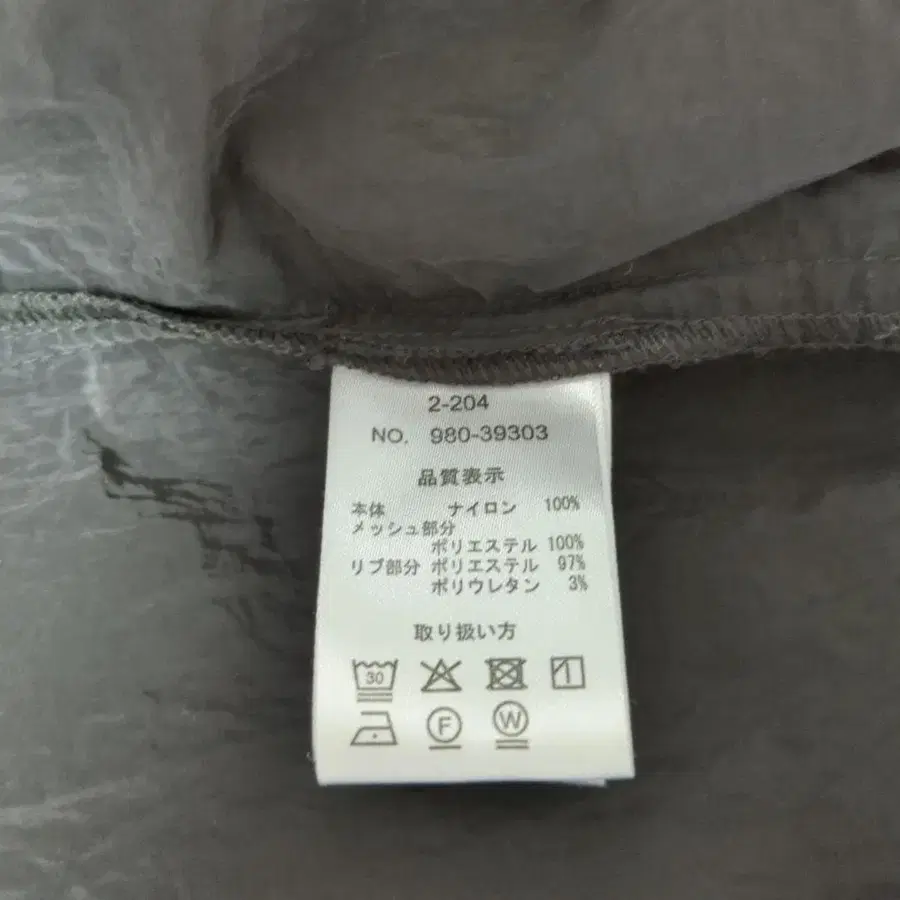 2-204
NO. 980-39303
品質表示
本体 ナイロン 100%
メッシュ部分
ポリエステル 100%
リブ部分 ポリエステル 97%
ポリウレタン 3%
取り扱い方
30
F W